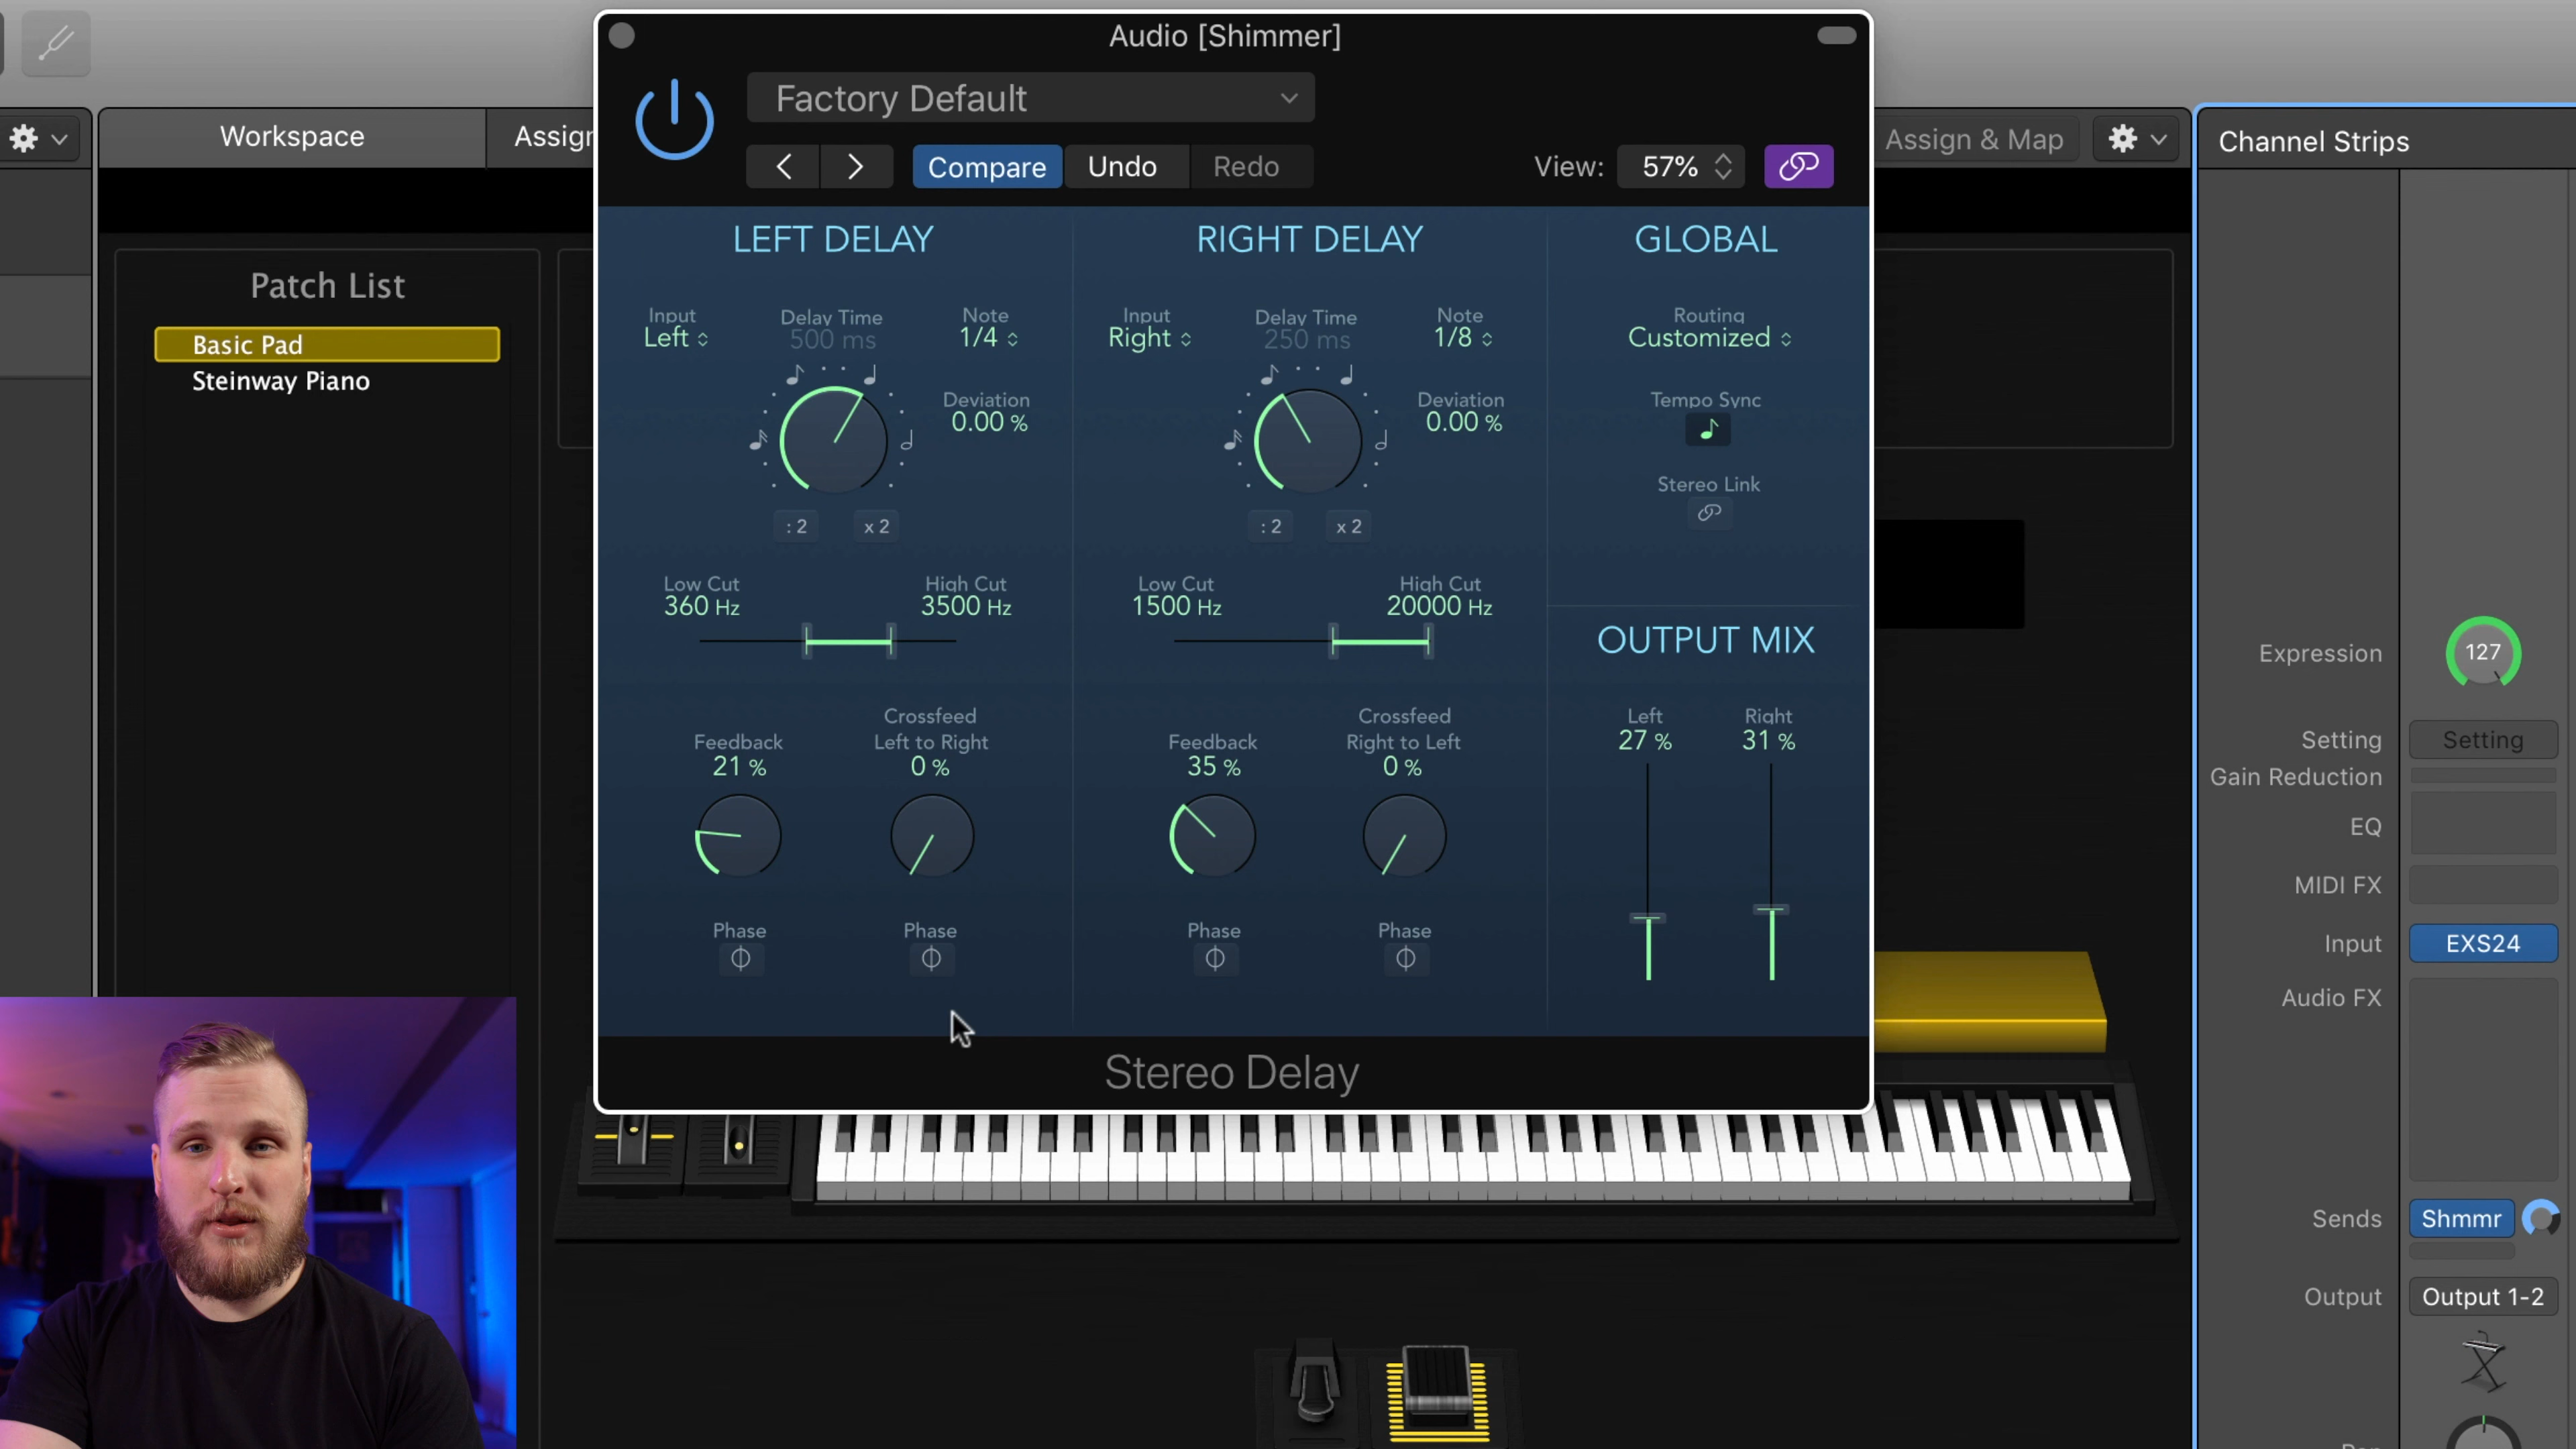 Audio [Shimmer]
Factory Default
Compare Undo Redo
View: 57%
Workspace
Assign & Map
Channel Strips
Patch List
Basic Pad
Steinway Piano
LEFT DELAY
Input
Left
Delay Time
500 ms
Note
1/4
Deviation
0.00 %
: 2
x 2
Low Cut
360 Hz
High Cut
3500 Hz
Feedback
21 %
Crossfeed
Left to Right
0 %
Phase
Phase
RIGHT DELAY
Input
Right
Delay Time
250 ms
Note
1/8
Deviation
0.00 %
: 2
x 2
Low Cut
1500 Hz
High Cut
20000 Hz
Feedback
35 %
Crossfeed
Right to Left
0 %
Phase
Phase
GLOBAL
Routing
Customized
Tempo Sync
Stereo Link
OUTPUT MIX
Left
27 %
Right
31 %
Stereo Delay
Expression
127
Setting
Setting
Gain Reduction
EQ
MIDI FX
Input
EXS24
Audio FX
Sends
Shmmr
Output
Output 1-2